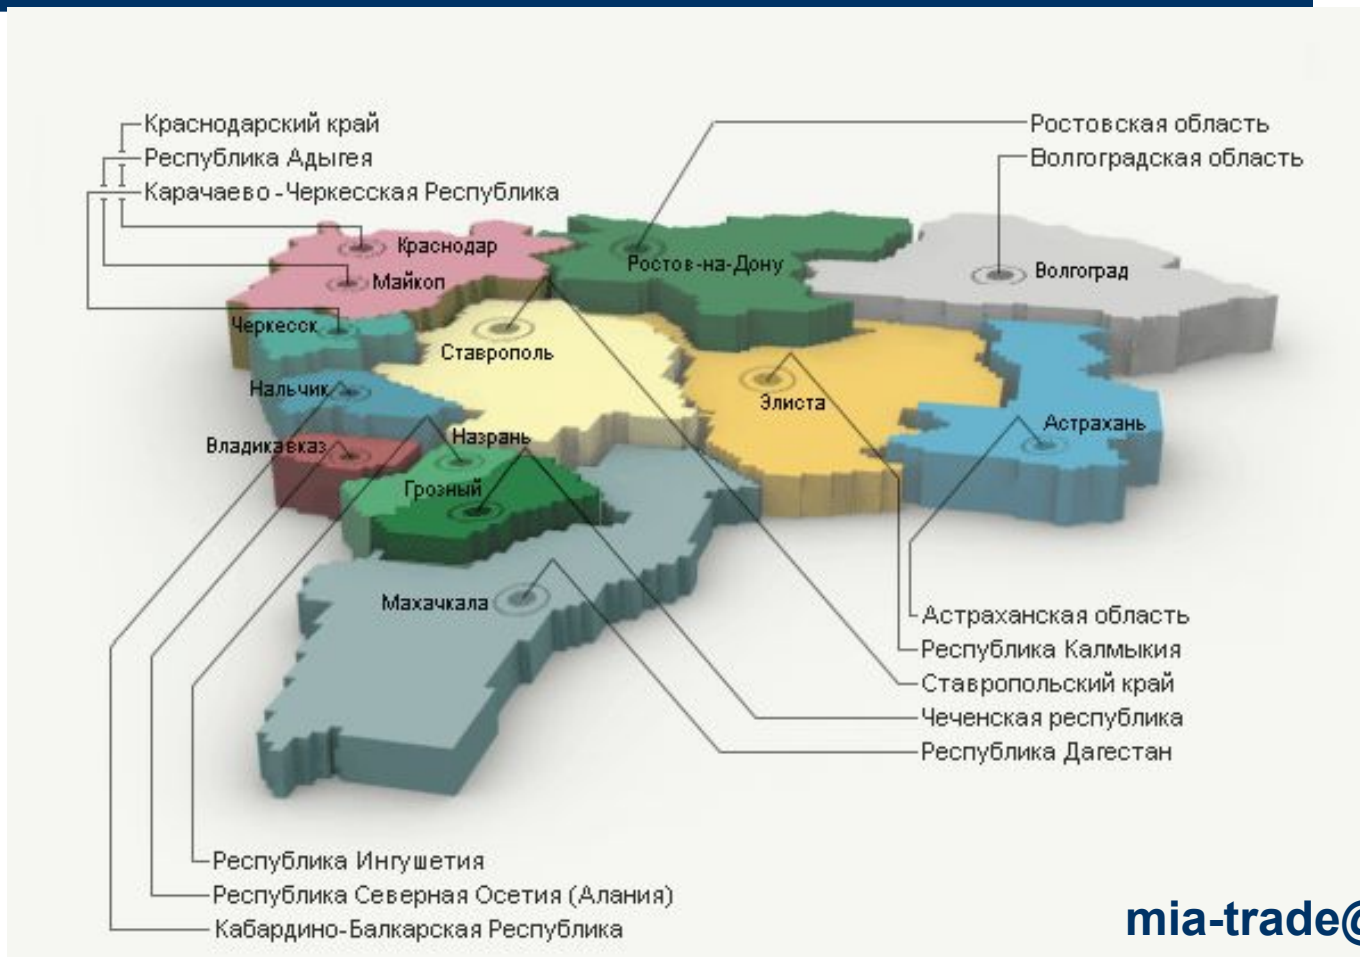 Краснодарский край
Республика Адыгея
Карачаево-Черкесская Республика
Ростовская область
Волгоградская область
Краснодар
Майкоп
Ростов-на-Дону
Волгоград
Черкесск
Ставрополь
Нальчик
Элиста
Владикавказ
Назрань
Астрахань
Грозный
Махачкала
Астраханская область
Республика Калмыкия
Ставропольский край
Чеченская республика
Республика Дагестан
Республика Ингушетия
Республика Северная Осетия (Алания)
Кабардино-Балкарская Республика
mia-trade@